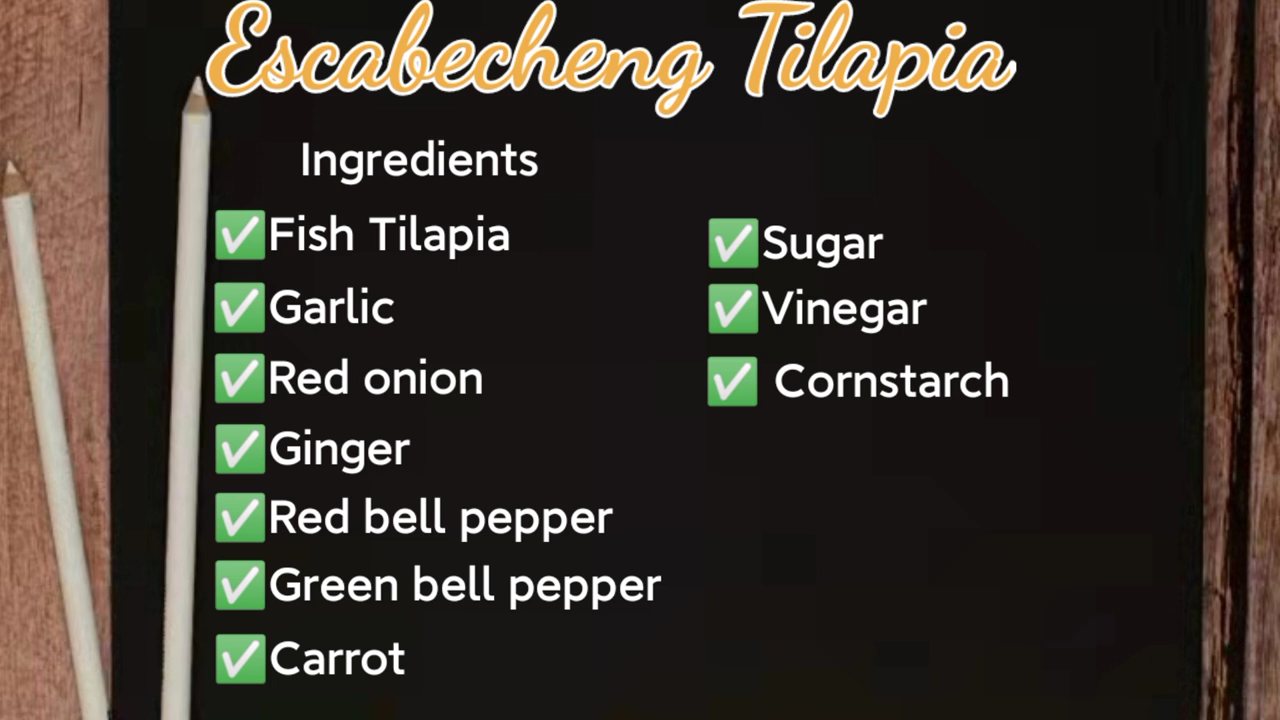 Escabecheng Tilapia
Ingredients
✅Fish Tilapia
✅Garlic
✅Red onion
✅Ginger
✅Red bell pepper
✅Green bell pepper
✅Carrot
✅Sugar
✅Vinegar
✅ Cornstarch